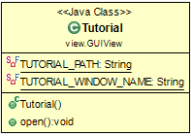 <<Java Class>>
Tutorial
view.GUIView
TUTORIAL_PATH: String
TUTORIAL_WINDOW_NAME: String
Tutorial()
open():void